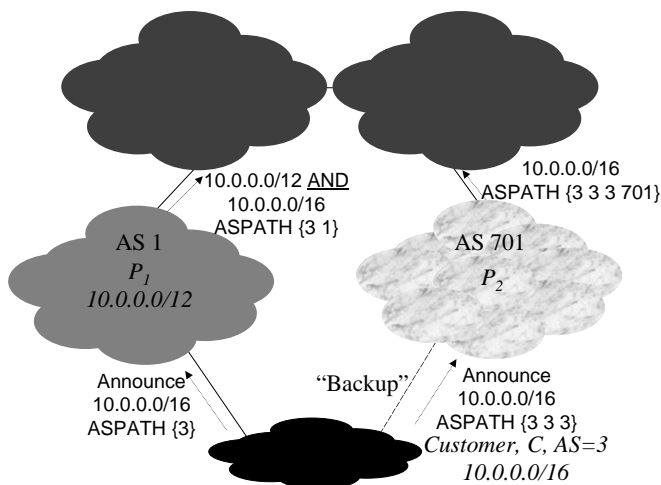 10.0.0.0/12 AND
10.0.0.0/16
ASPATH {3 1}
10.0.0.0/16
ASPATH {3 3 3 701}
AS 1
P1
10.0.0.0/12
AS 701
P2
Announce
10.0.0.0/16
ASPATH {3}
“Backup”
Announce
10.0.0.0/16
ASPATH {3 3 3}
Customer, C, AS=3
10.0.0.0/16